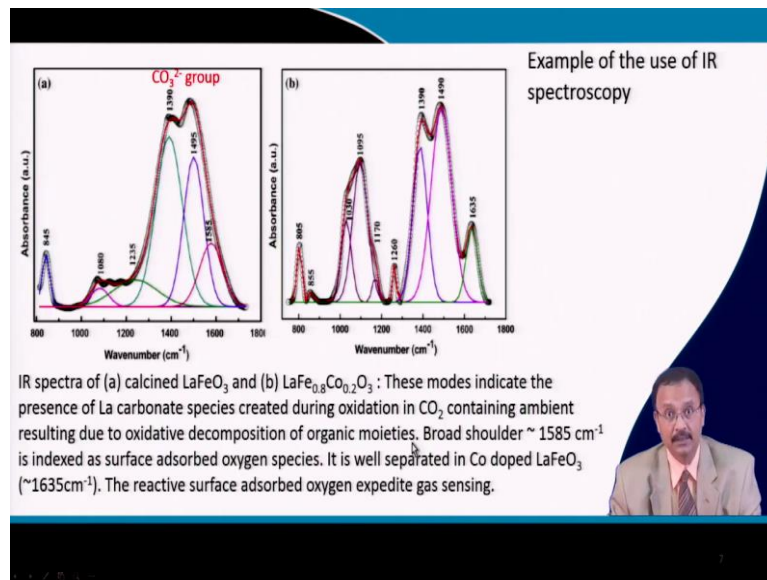 Example of the use of IR
spectroscopy
(a)
CO₃²⁻ group
845
1080
1235
1390
1495
1585
Absorbance (a.u.)
800 1000 1200 1400 1600 180
Wavenumber (cm⁻¹)
(b)
805
855
1030
1095
1170
1260
1390
1490
1635
Absorbance (a.u.)
800 1000 1200 1400 1600 1800
Wavenumber (cm⁻¹)
IR spectra of (a) calcined LaFeO₃ and (b) LaFe₀.₈Co₀.₂O₃ : These modes indicate the
presence of La carbonate species created during oxidation in CO₂ containing ambient
resulting due to oxidative decomposition of organic moieties. Broad shoulder ~ 1585 cm⁻¹
is indexed as surface adsorbed oxygen species. It is well separated in Co doped LaFeO₃
(~1635cm⁻¹). The reactive surface adsorbed oxygen expedite gas sensing.
7